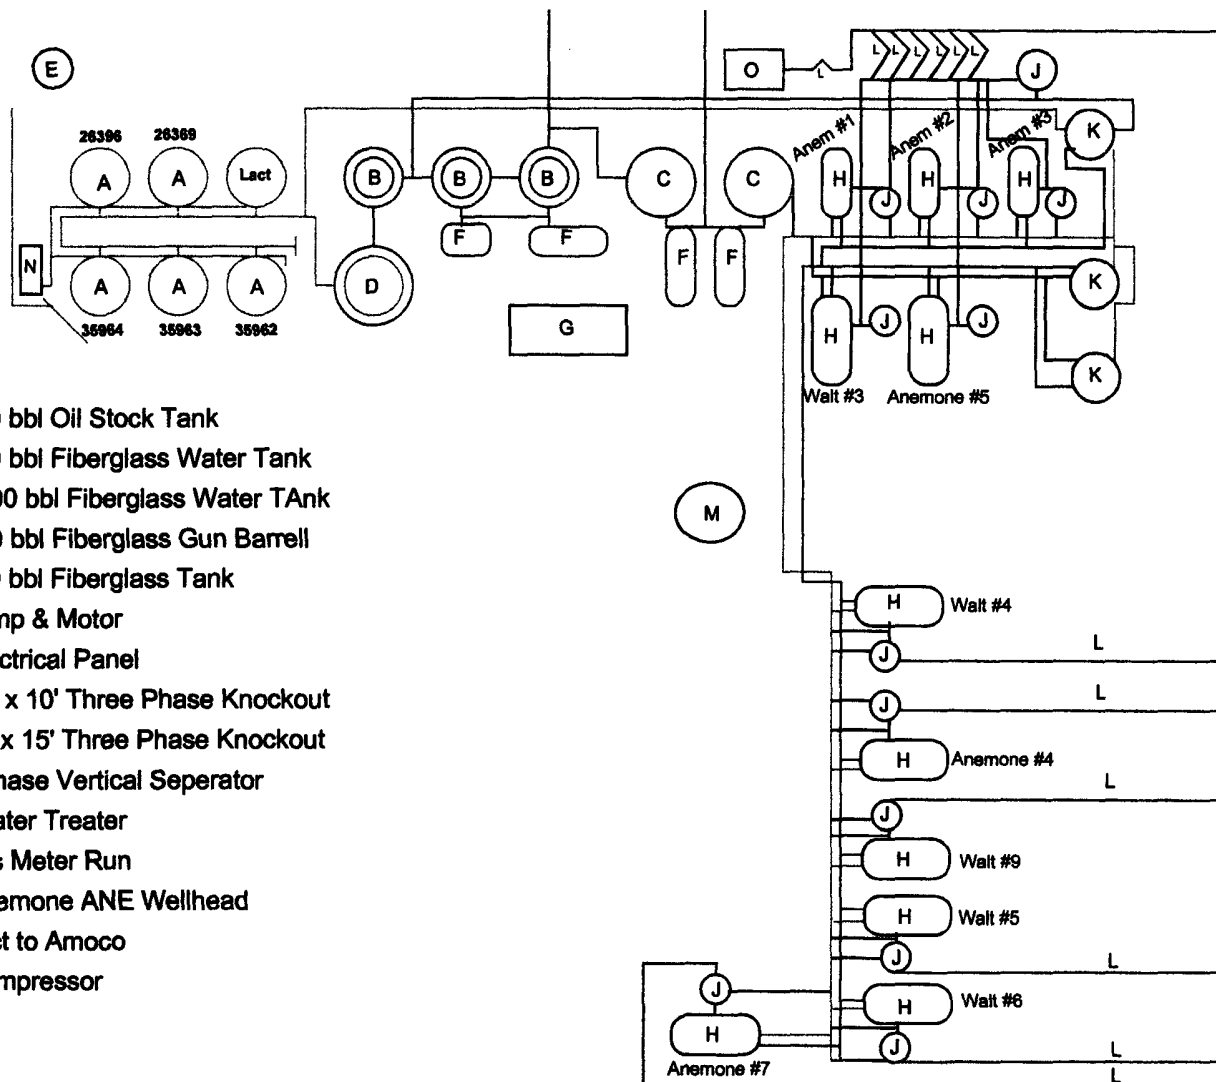 E
O
L
L L L L L
J
K
26396 26369
A A Lact
B B B
C C
Anem #1 Anem #2 Anem #3
H H H
J J J
F F
F F
N
A A A
35964 35963 35962
D
G
K
H H
J J
Walt #3 Anemone #5
K
bbl Oil Stock Tank
bbl Fiberglass Water Tank
00 bbl Fiberglass Water TAnk
0 bbl Fiberglass Gun Barrell
bbl Fiberglass Tank
mp & Motor
ctrical Panel
x 10' Three Phase Knockout
x 15' Three Phase Knockout
hase Vertical Seperator
ater Treater
s Meter Run
emone ANE Wellhead
ct to Amoco
mpressor
M
H Walt #4
J L
J L
H Anemone #4
L
J
H Walt #9
H Walt #5
J L
J
H Walt #6
H
Anemone #7
J L
L